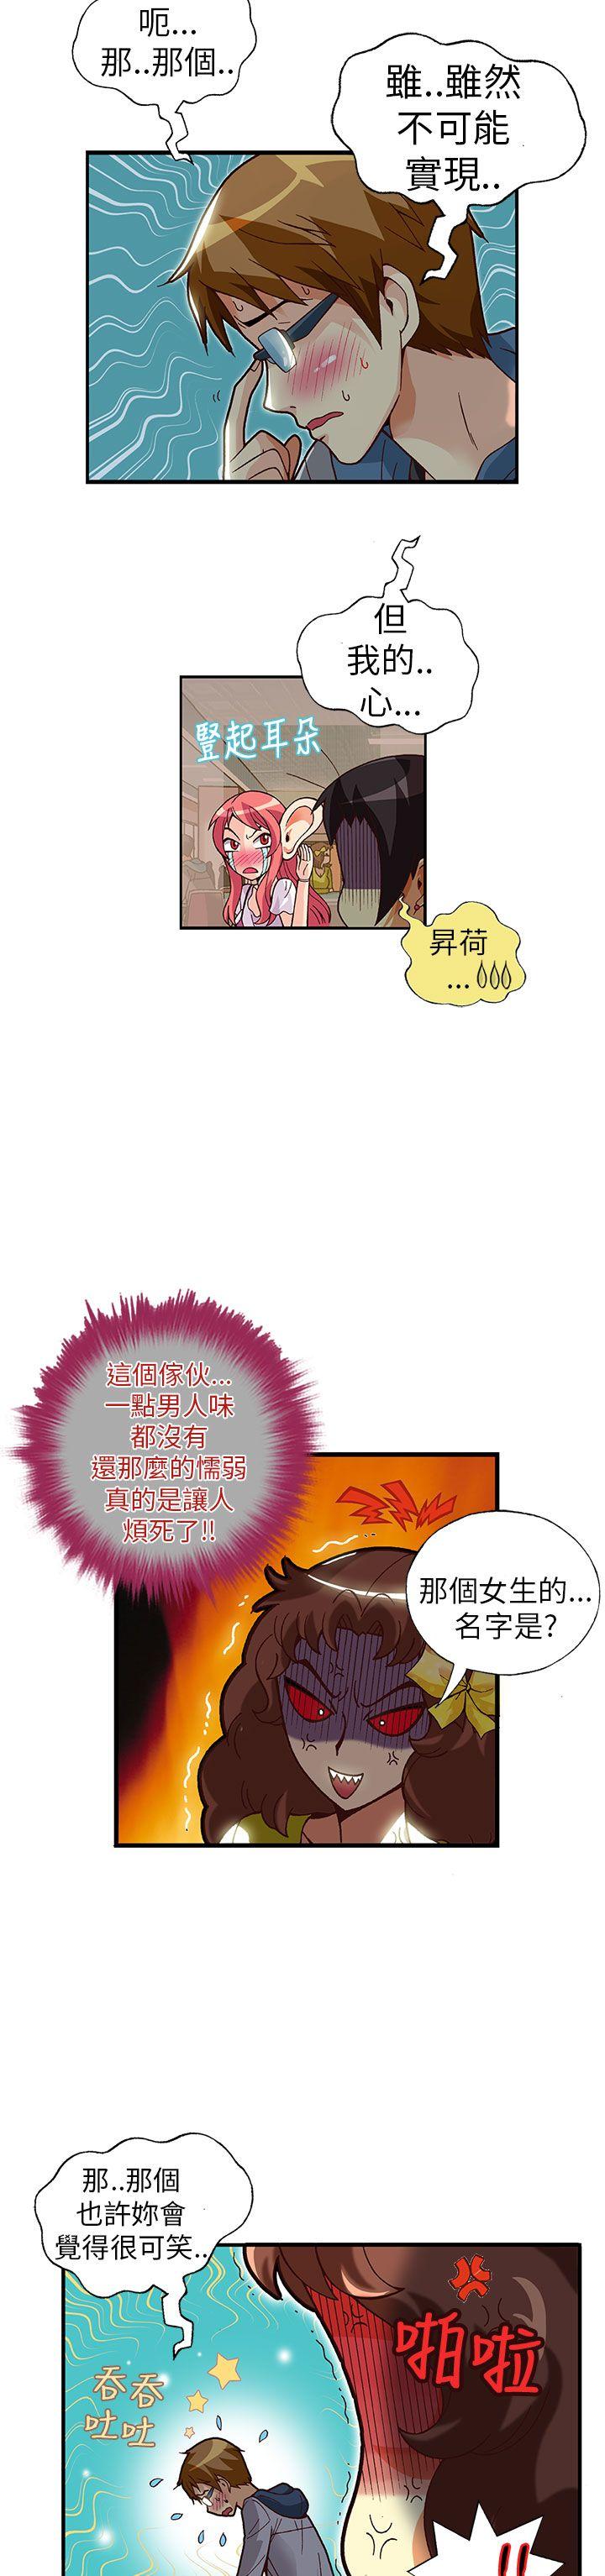 呃...
那..那個..
雖..雖然
不可能
實現..
但
我的..
心...
豎起耳朵
昇荷
...
這個傢伙...
一點男人味
都沒有
還那麼的懦弱
真的是讓人
煩死了!!
那個女生的...
名字是?
那..那個
也許妳會
覺得很可笑..
吞吞
吐吐
啪啦
!!